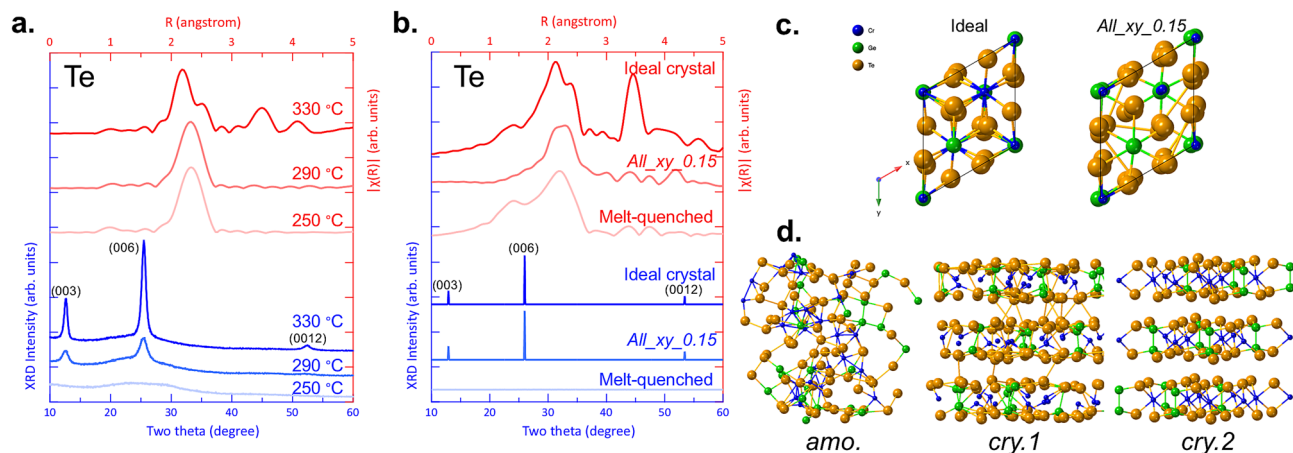 a.
R (angstrom)
0 1 2 3 4 5
Te
330 °C
290 °C
250 °C
|χ(R)| (arb. units)
XRD Intensity (arb. units)
(003)
(006)
(0012)
330 °C
290 °C
250 °C
10 20 30 40 50 60
Two theta (degree)
b.
R (angstrom)
0 1 2 3 4 5
Te
Ideal crystal
All_xy_0.15
Melt-quenched
|χ(R)| (arb. units)
XRD Intensity (arb. units)
(003)
(006)
(0012)
Ideal crystal
All_xy_0.15
Melt-quenched
10 20 30 40 50 60
Two theta (degree)
c.
Cr
Ge
Te
Ideal
All_xy_0.15
x
y
d.
amo.
cry.1
cry.2